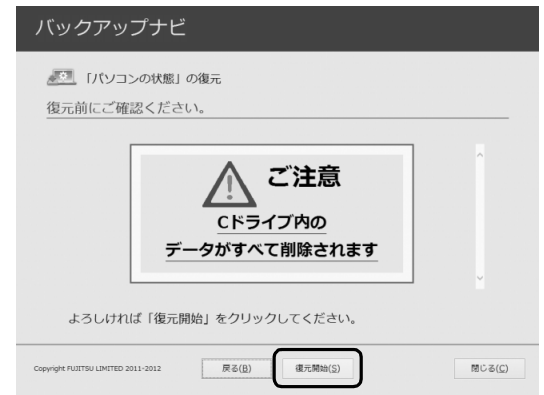 バックアップナビ
「パソコンの状態」の復元
復元前にご確認ください。
ご注意
Cドライブ内の
データがすべて削除されます
よろしければ「復元開始」をクリックしてください。
Copyright FUJITSU LIMITED 2011-2012
戻る(B)
復元開始(S)
閉じる(C)